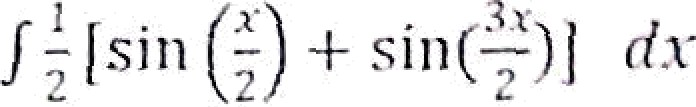 ∫ 1/2 [sin (x/2) + sin(3x/2)] dx